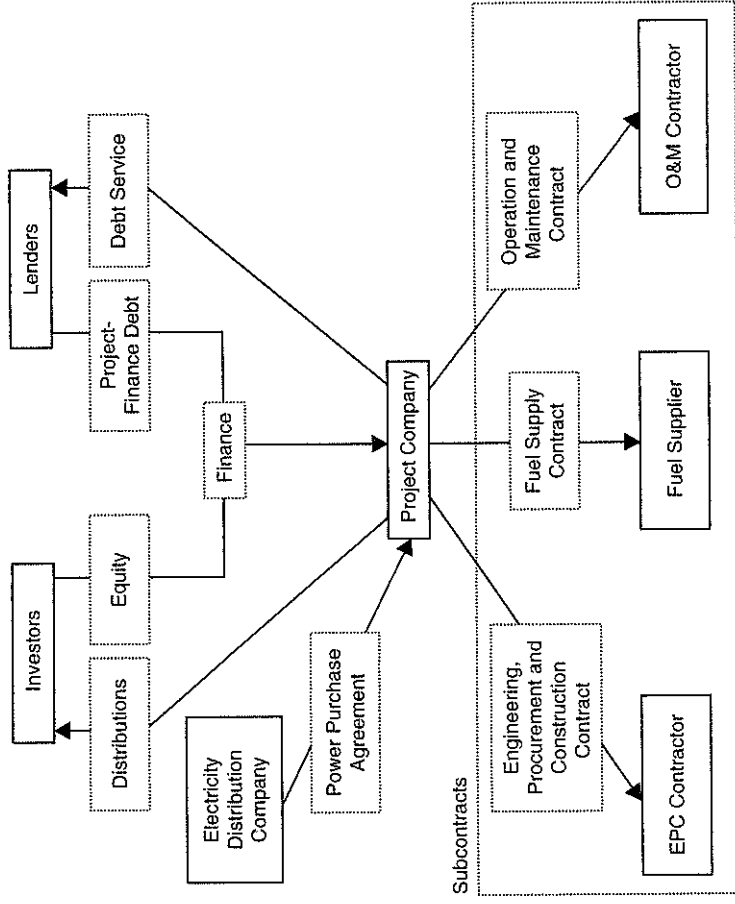 Investors
Lenders
Distributions
Equity
Project-
Finance Debt
Debt Service
Finance
Electricity
Distribution
Company
Power Purchase
Agreement
Project Company
Subcontracts
Engineering,
Procurement and
Construction
Contract
Fuel Supply
Contract
Operation and
Maintenance
Contract
EPC Contractor
Fuel Supplier
O&M Contractor